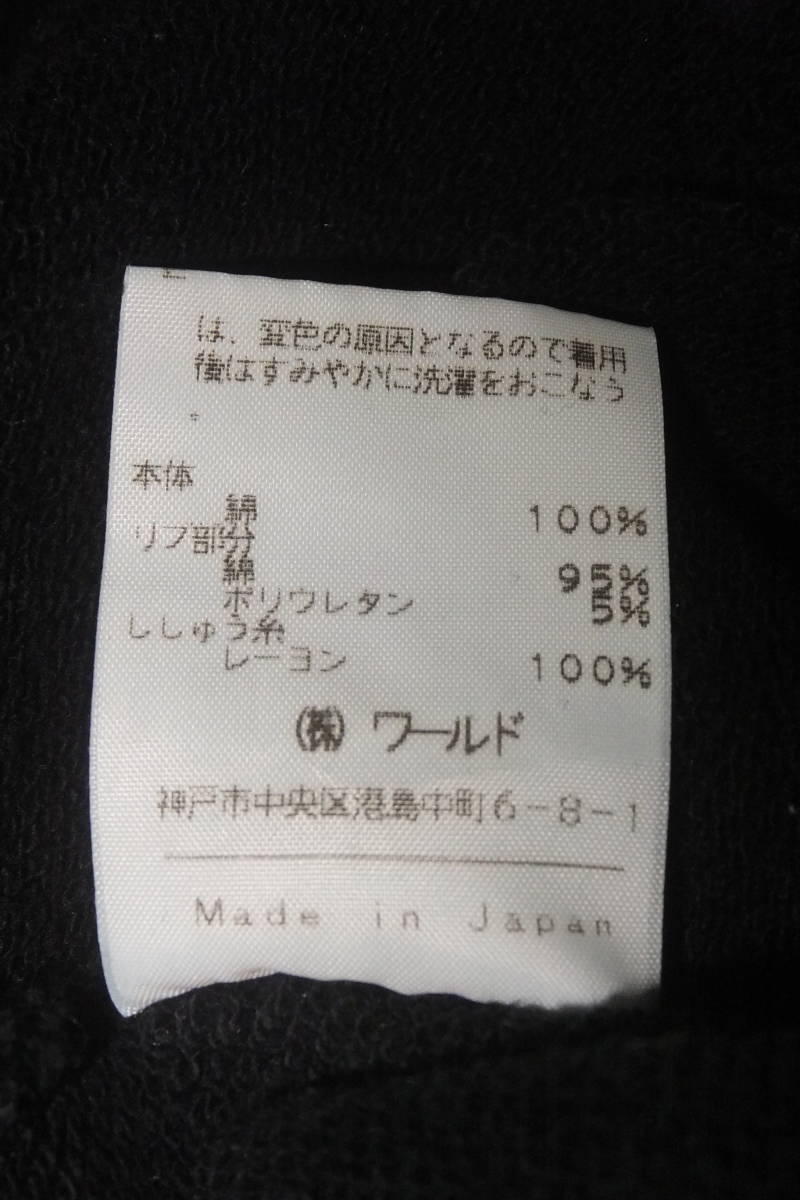 は、変色の原因となるので着用
後はすみやかに洗濯をおこなう
。
本体
綿 100%
リブ部分
綿 95%
ポリウレタン 5%
ししゅう糸
レーヨン 100%
㈱ ワールド
神戸市中央区港島中町6-8-1
Made in Japan